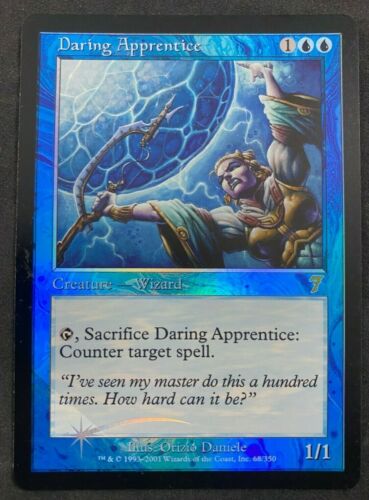 Daring Apprentice 1
Creature — Wizard 7
, Sacrifice Daring Apprentice:
Counter target spell.
“I’ve seen my master do this a hundred
times. How hard can it be?”
Illus. Orizio Daniele
1/1
™ & © 1993–2001 Wizards of the Coast, Inc. 68/350